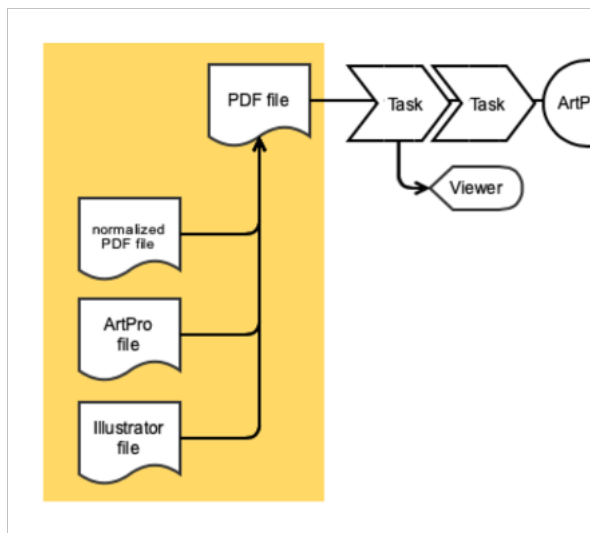 PDF file
Task
Task
ArtP
Viewer
normalized
PDF file
ArtPro
file
Illustrator
file